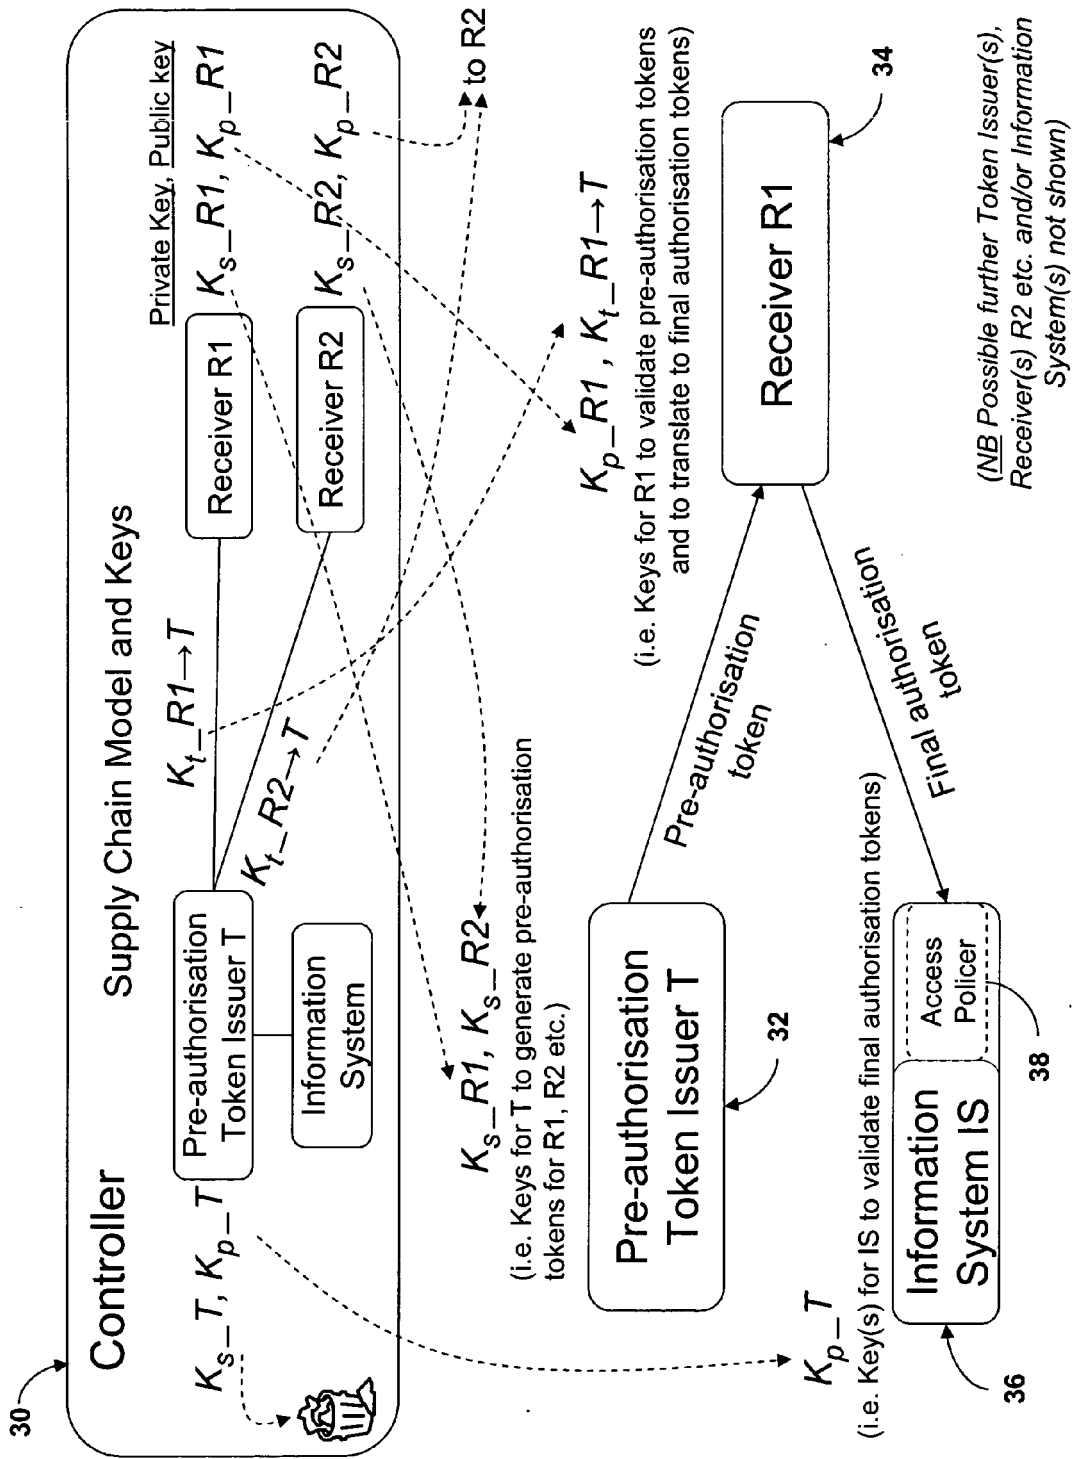 30
Controller
Supply Chain Model and Keys
Private Key, Public key
K_s_T, K_p_T
Pre-authorisation
Token Issuer T
K_t_R1→T
Receiver R1
K_s_R1, K_p_R1
Information
System
K_t_R2→T
Receiver R2
K_s_R2, K_p_R2
to R2
K_s_R1, K_s_R2
(i.e. Keys for T to generate pre-authorisation
tokens for R1, R2 etc.)
K_p_R1 , K_t_R1→T
(i.e. Keys for R1 to validate pre-authorisation tokens
and to translate to final authorisation tokens)
Pre-authorisation
Token Issuer T
32
Pre-authorisation
token
Receiver R1
34
K_p_T
(i.e. Key(s) for IS to validate final authorisation tokens)
Final authorisation
token
Information
System IS
Access
Policer
36
38
(NB Possible further Token Issuer(s),
Receiver(s) R2 etc. and/or Information
System(s) not shown)